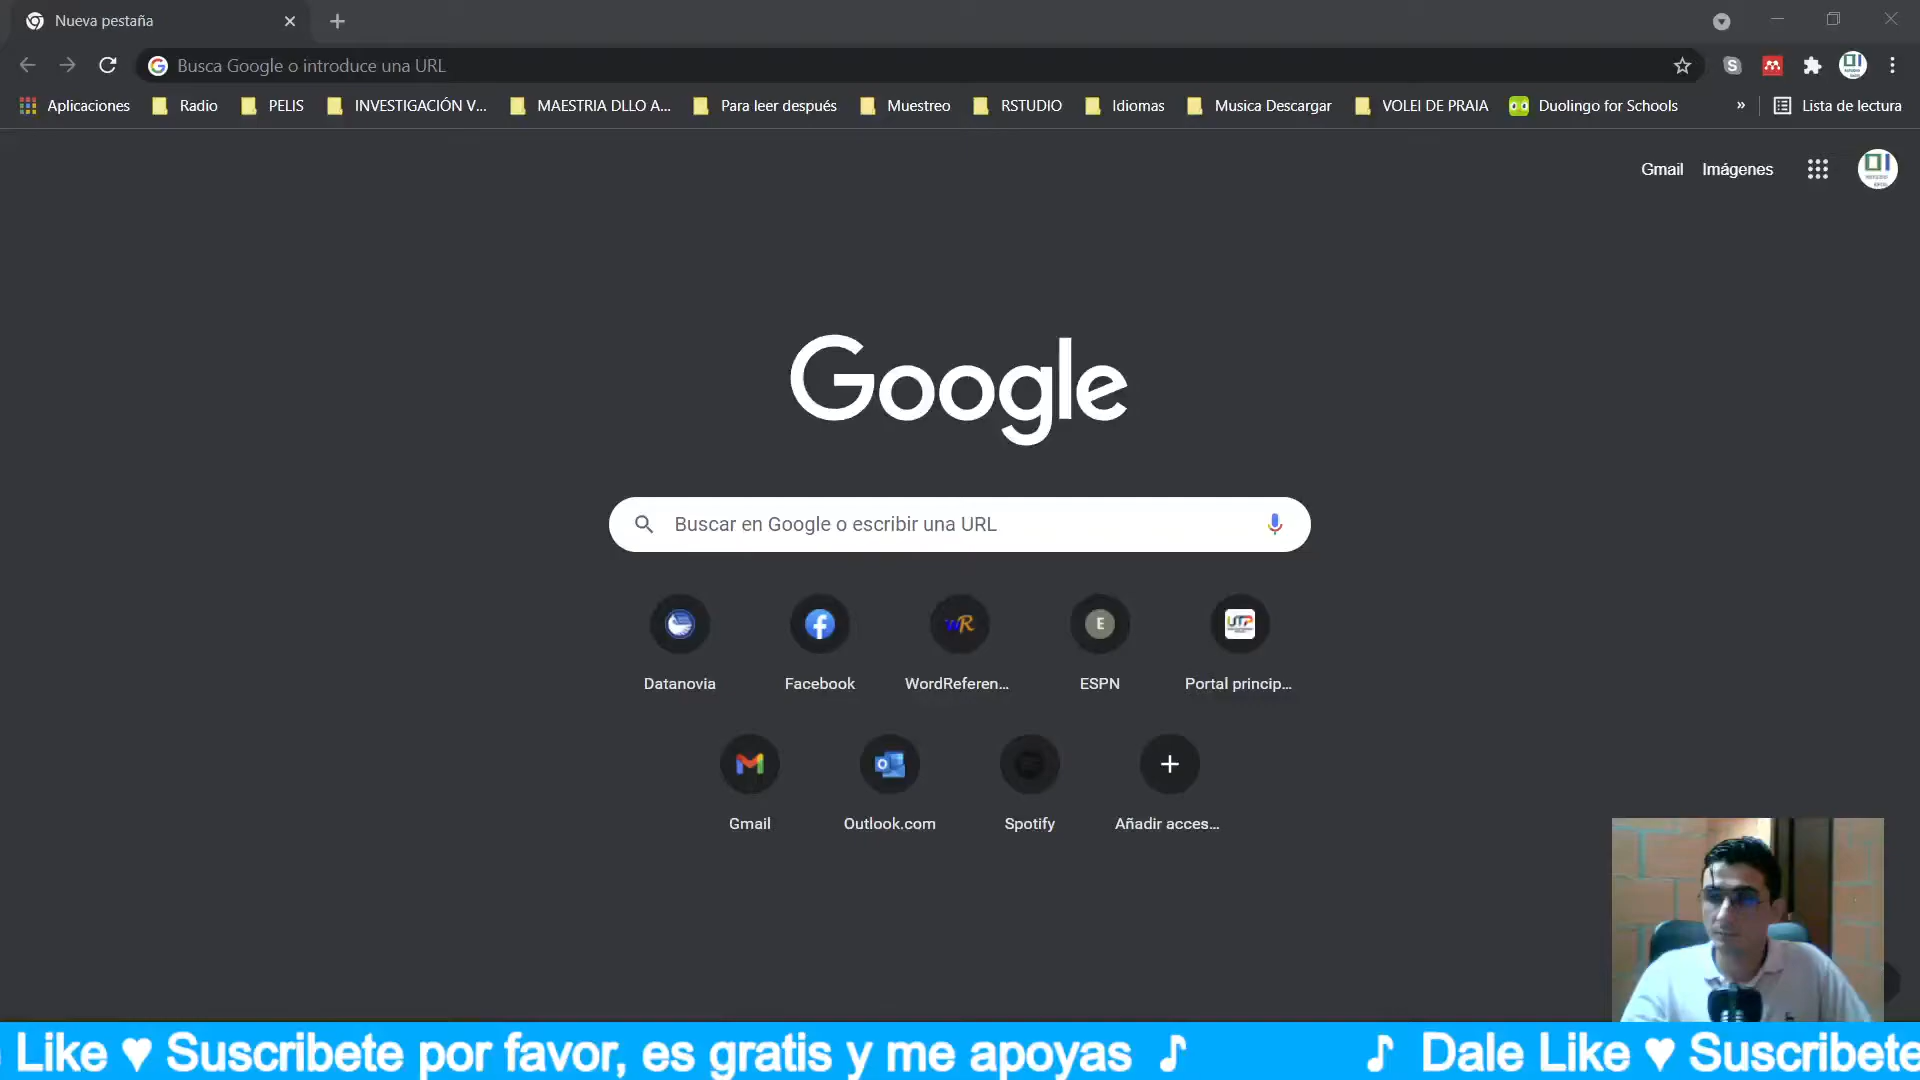 Nueva pestaña
Busca Google o introduce una URL
Aplicaciones Radio PELIS INVESTIGACIÓN V... MAESTRIA DLLO A... Para leer después Muestreo RSTUDIO Idiomas Musica Descargar VOLEI DE PRAIA Duolingo for Schools » Lista de lectura
Gmail Imágenes
Google
Buscar en Google o escribir una URL
Datanovia Facebook WordReferen... ESPN Portal princip...
Gmail Outlook.com Spotify Añadir acces...
Like ♥ Suscribete por favor, es gratis y me apoyas ♪ ♪ Dale Like ♥ Suscribete